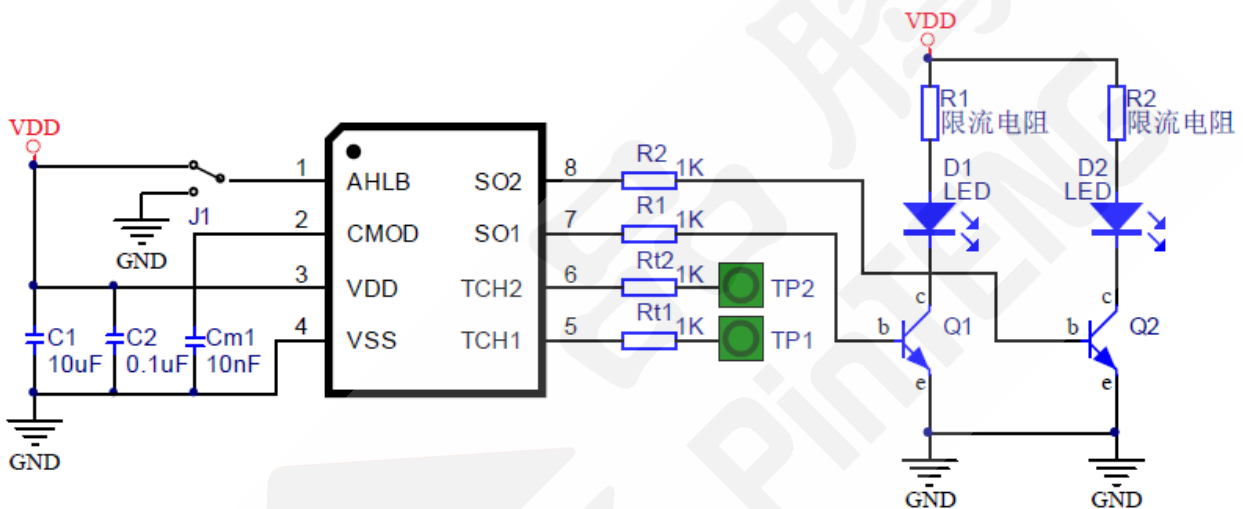 VDD
J1
GND
C1
10uF
C2
0.1uF
Cm1
10nF
GND
1
AHLB
2
CMOD
3
VDD
4
VSS
SO2
8
SO1
7
TCH2
6
TCH1
5
R2
1K
R1
1K
Rt2
1K
TP2
Rt1
1K
TP1
VDD
R1
限流电阻
R2
限流电阻
D1
LED
D2
LED
c
b
Q1
e
c
b
Q2
e
GND
GND
PinTENG